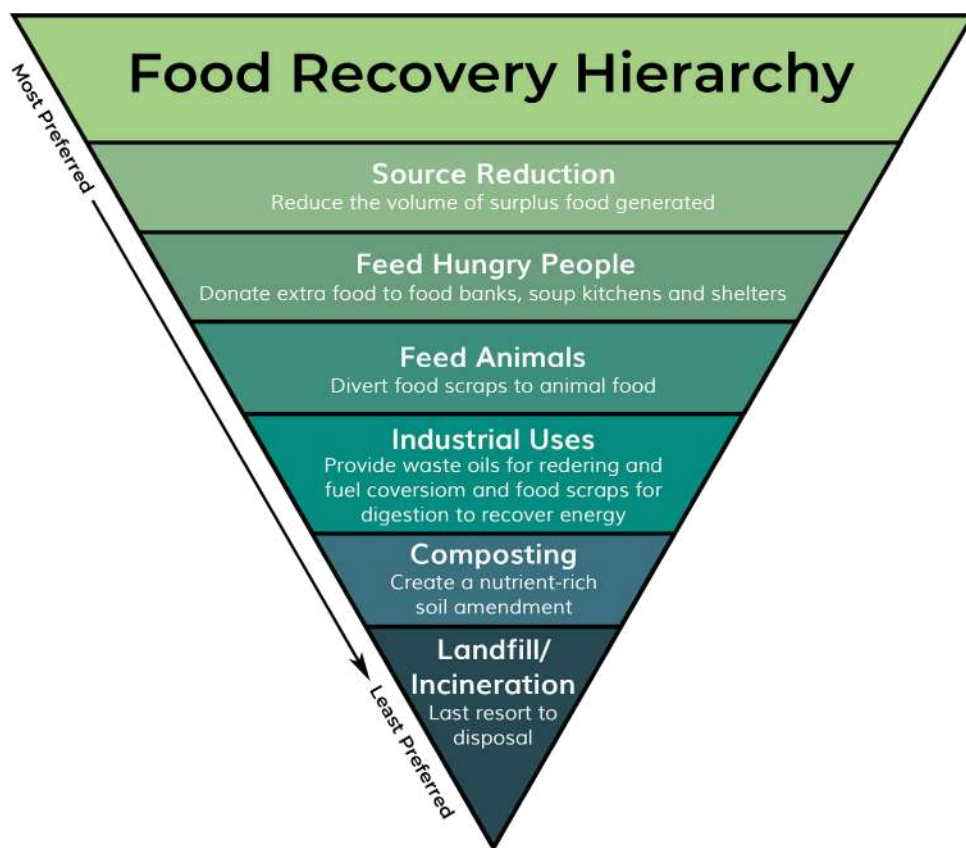 Food Recovery Hierarchy
Most Preferred
Source Reduction
Reduce the volume of surplus food generated
Feed Hungry People
Donate extra food to food banks, soup kitchens and shelters
Feed Animals
Divert food scraps to animal food
Industrial Uses
Provide waste oils for redering and
fuel coversiom and food scraps for
digestion to recover energy
Composting
Create a nutrient-rich
soil amendment
Landfill/
Incineration
Last resort to
disposal
Least Preferred